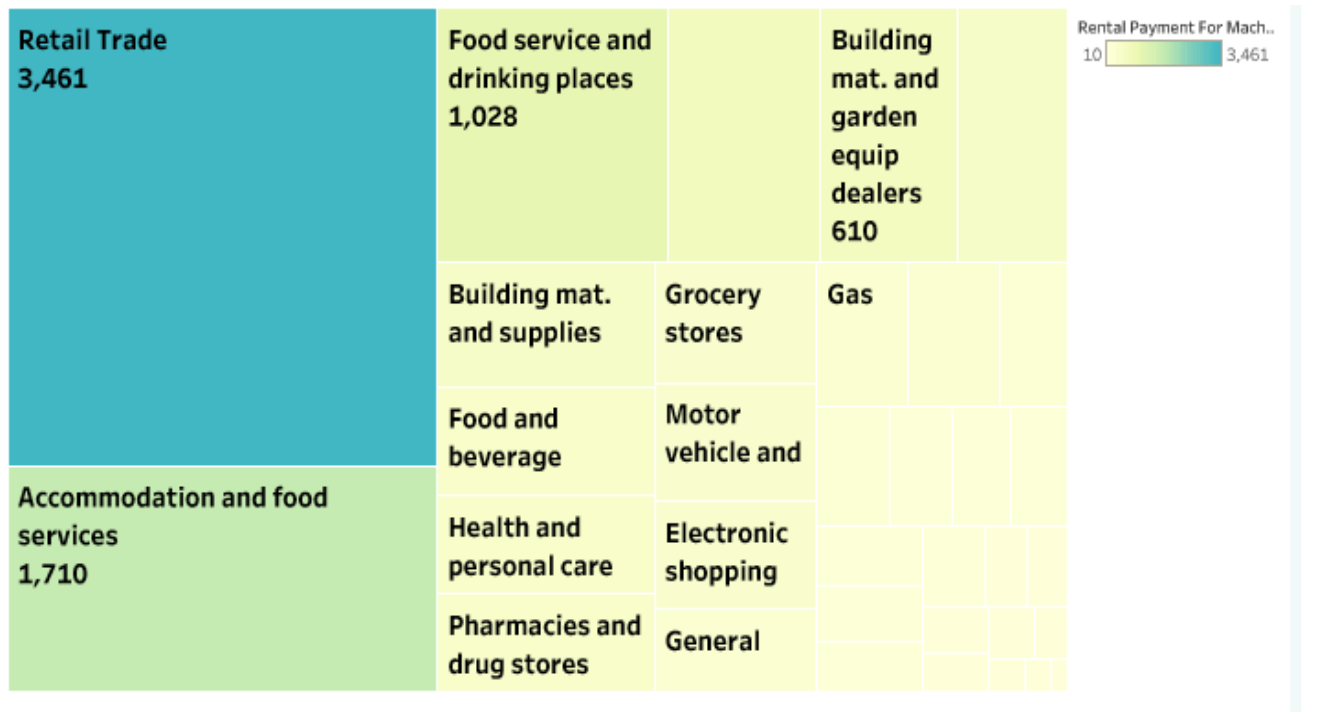 Retail Trade
3,461
Accommodation and food
services
1,710
Food service and
drinking places
1,028
Building
mat. and
garden
equip
dealers
610
Building mat.
and supplies
Food and
beverage
Health and
personal care
Pharmacies and
drug stores
Grocery
stores
Motor
vehicle and
Electronic
shopping
General
Gas
Rental Payment For Mach..
10
3,461